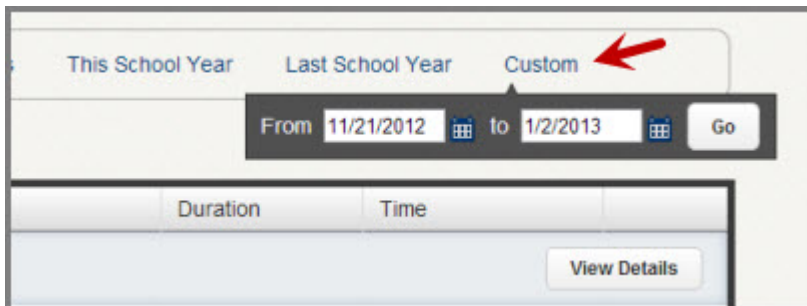 This School Year Last School Year Custom
From 11/21/2012 to 1/2/2013 Go
Duration Time
View Details